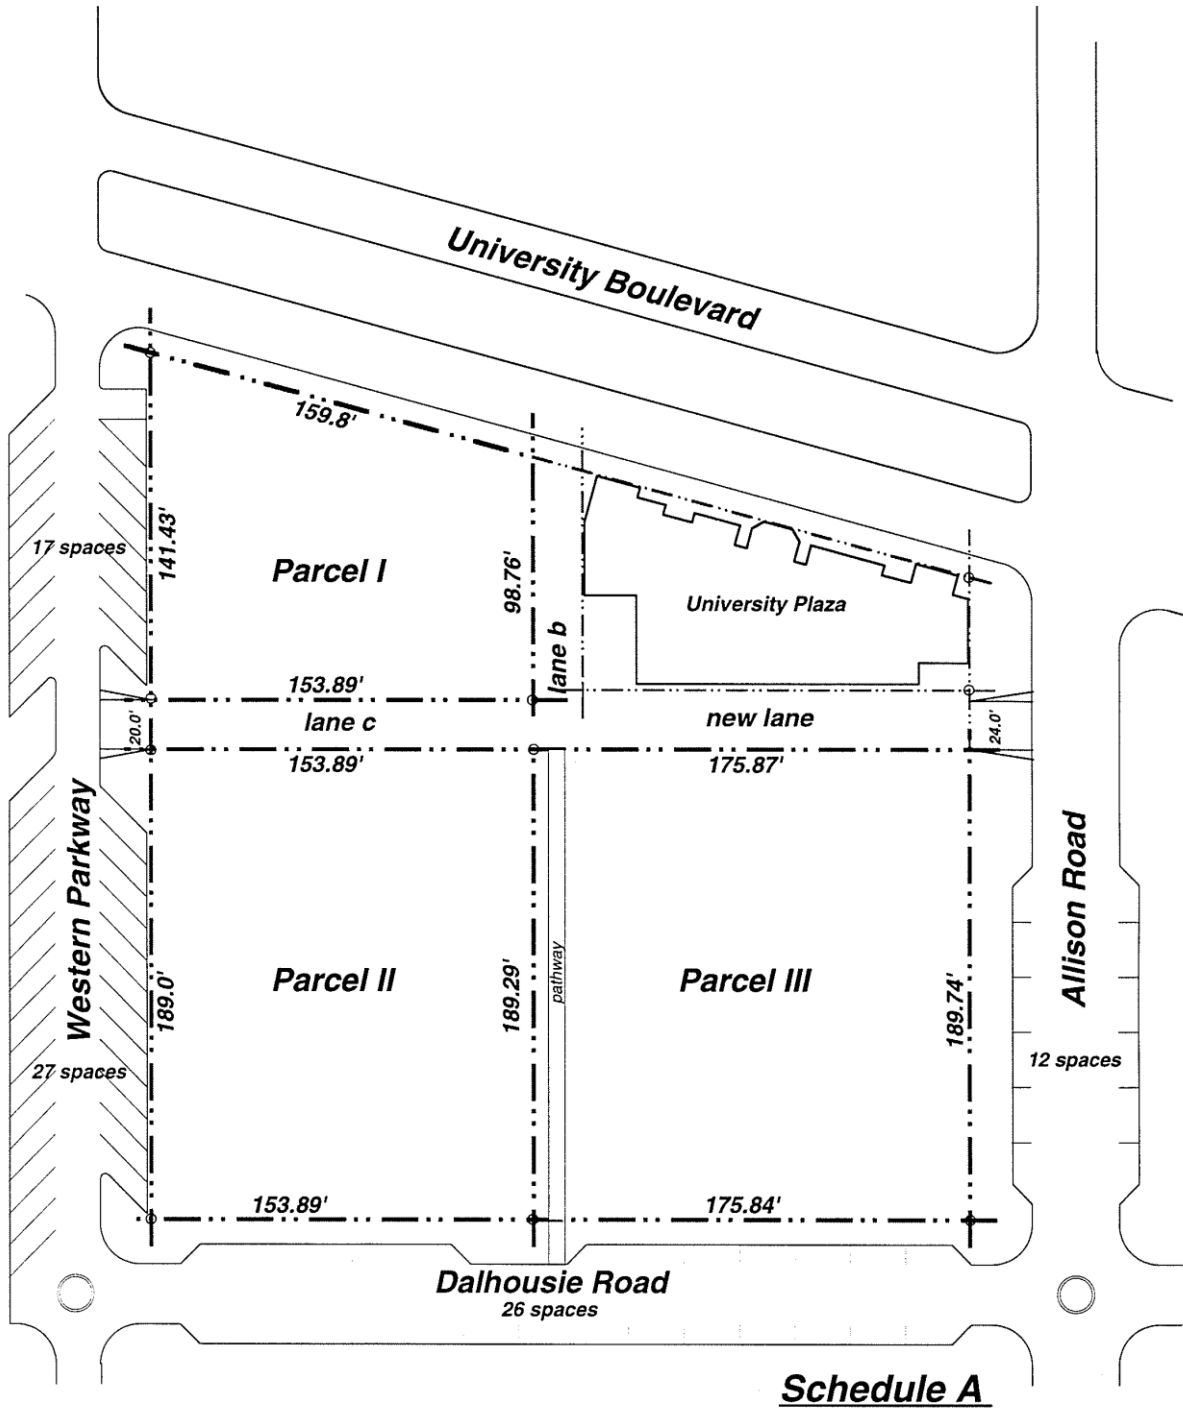 University Boulevard
159.8'
141.43'
17 spaces
Parcel I
98.76'
University Plaza
lane b
153.89'
lane c
new lane
20.0'
24.0'
153.89'
175.87'
Western Parkway
Allison Road
pathway
Parcel II
Parcel III
189.0'
189.29'
189.74'
27 spaces
12 spaces
153.89'
175.84'
Dalhousie Road
26 spaces
Schedule A